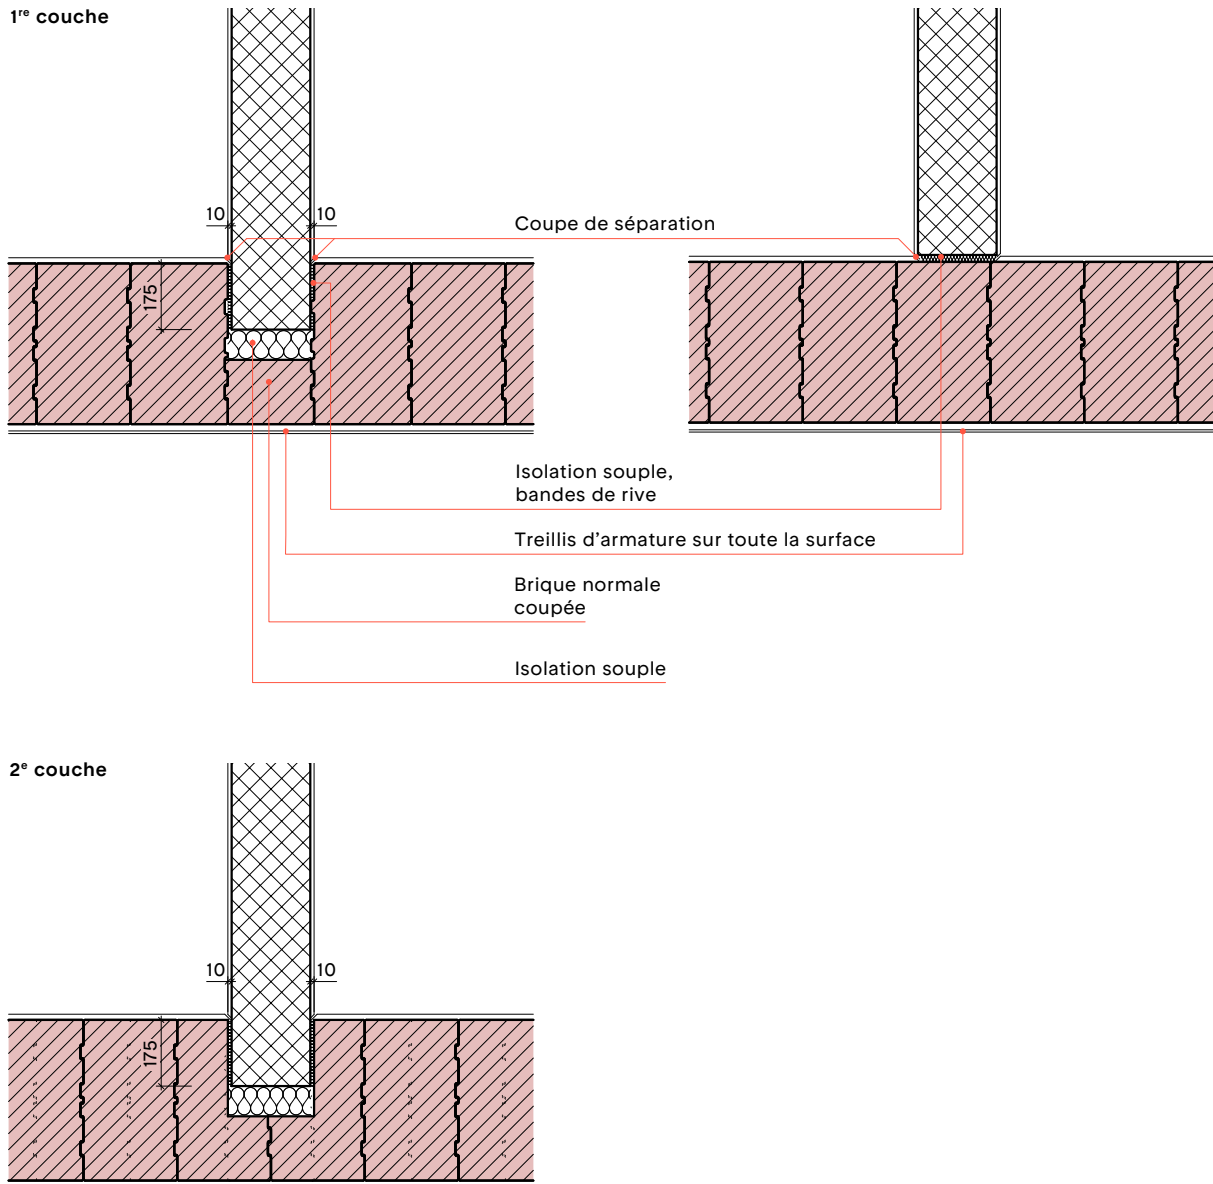 1re couche
10
10
Coupe de séparation
175
Isolation souple,
bandes de rive
Treillis d’armature sur toute la surface
Brique normale
coupée
Isolation souple
2e couche
10
10
175